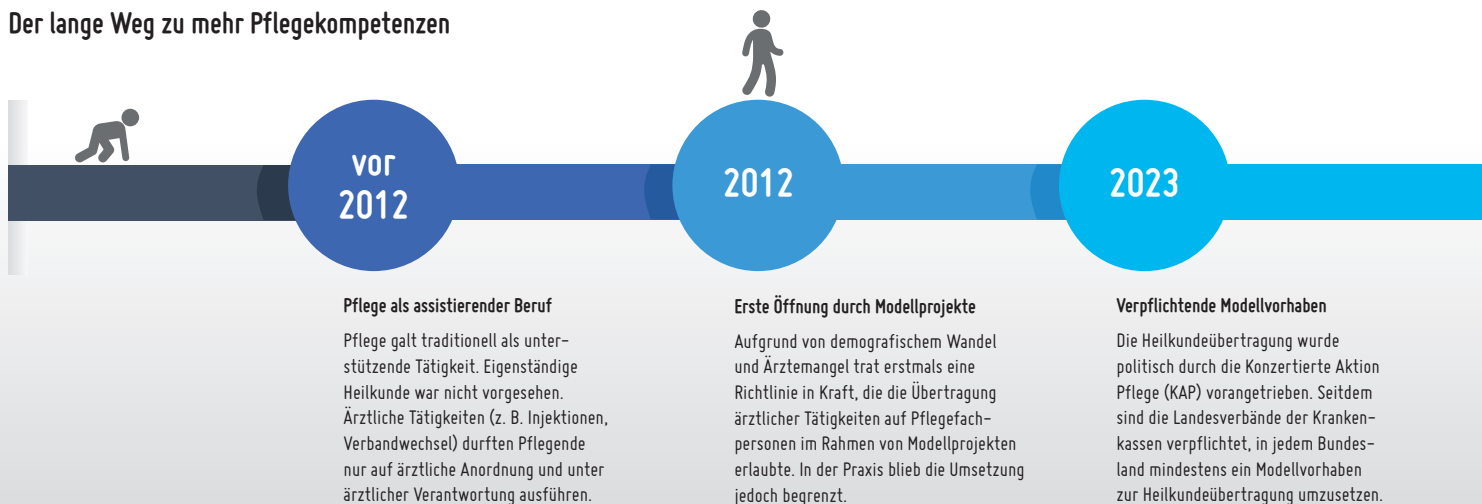 Der lange Weg zu mehr Pflegekompetenzen
vor
2012
2012
2023
Pflege als assistierender Beruf
Pflege galt traditionell als unter-
stützende Tätigkeit. Eigenständige
Heilkunde war nicht vorgesehen.
Ärztliche Tätigkeiten (z. B. Injektionen,
Verbandwechsel) durften Pflegende
nur auf ärztliche Anordnung und unter
ärztlicher Verantwortung ausführen.
Erste Öffnung durch Modellprojekte
Aufgrund von demografischem Wandel
und Ärztemangel trat erstmals eine
Richtlinie in Kraft, die die Übertragung
ärztlicher Tätigkeiten auf Pflegefach-
personen im Rahmen von Modellprojekten
erlaubte. In der Praxis blieb die Umsetzung
jedoch begrenzt.
Verpflichtende Modellvorhaben
Die Heilkundeübertragung wurde
politisch durch die Konzertierte Aktion
Pflege (KAP) vorangetrieben. Seitdem
sind die Landesverbände der Kranken-
kassen verpflichtet, in jedem Bundes-
land mindestens ein Modellvorhaben
zur Heilkundeübertragung umzusetzen.